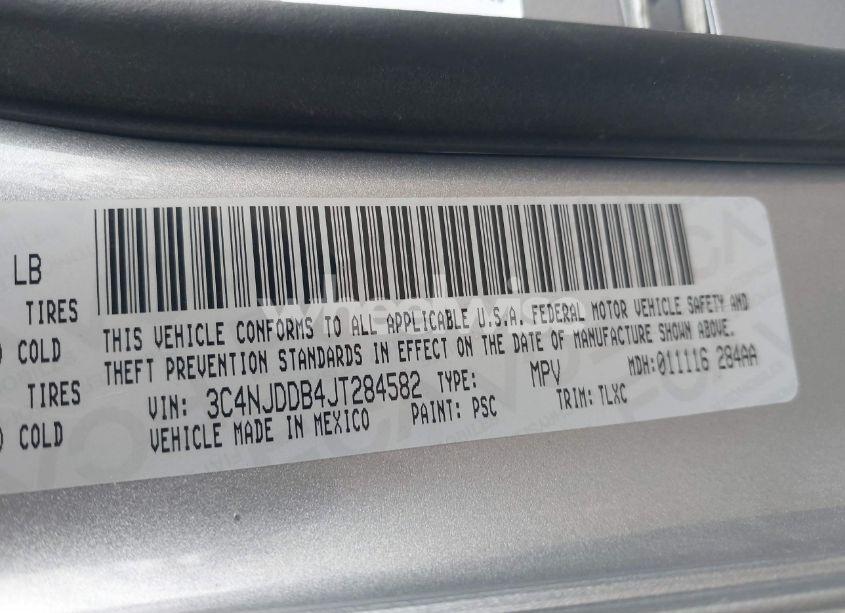 LB
TIRES
COLD
TIRES
COLD
THIS VEHICLE CONFORMS TO ALL APPLICABLE U.S.A. FEDERAL MOTOR VEHICLE SAFETY AND
THEFT PREVENTION STANDARDS IN EFFECT ON THE DATE OF MANUFACTURE SHOWN ABOVE.
VIN: 3C4NJDDB4JT284582 TYPE: MPV MDH:011116 284AA
VEHICLE MADE IN MEXICO PAINT: PSC TRIM:TLXC